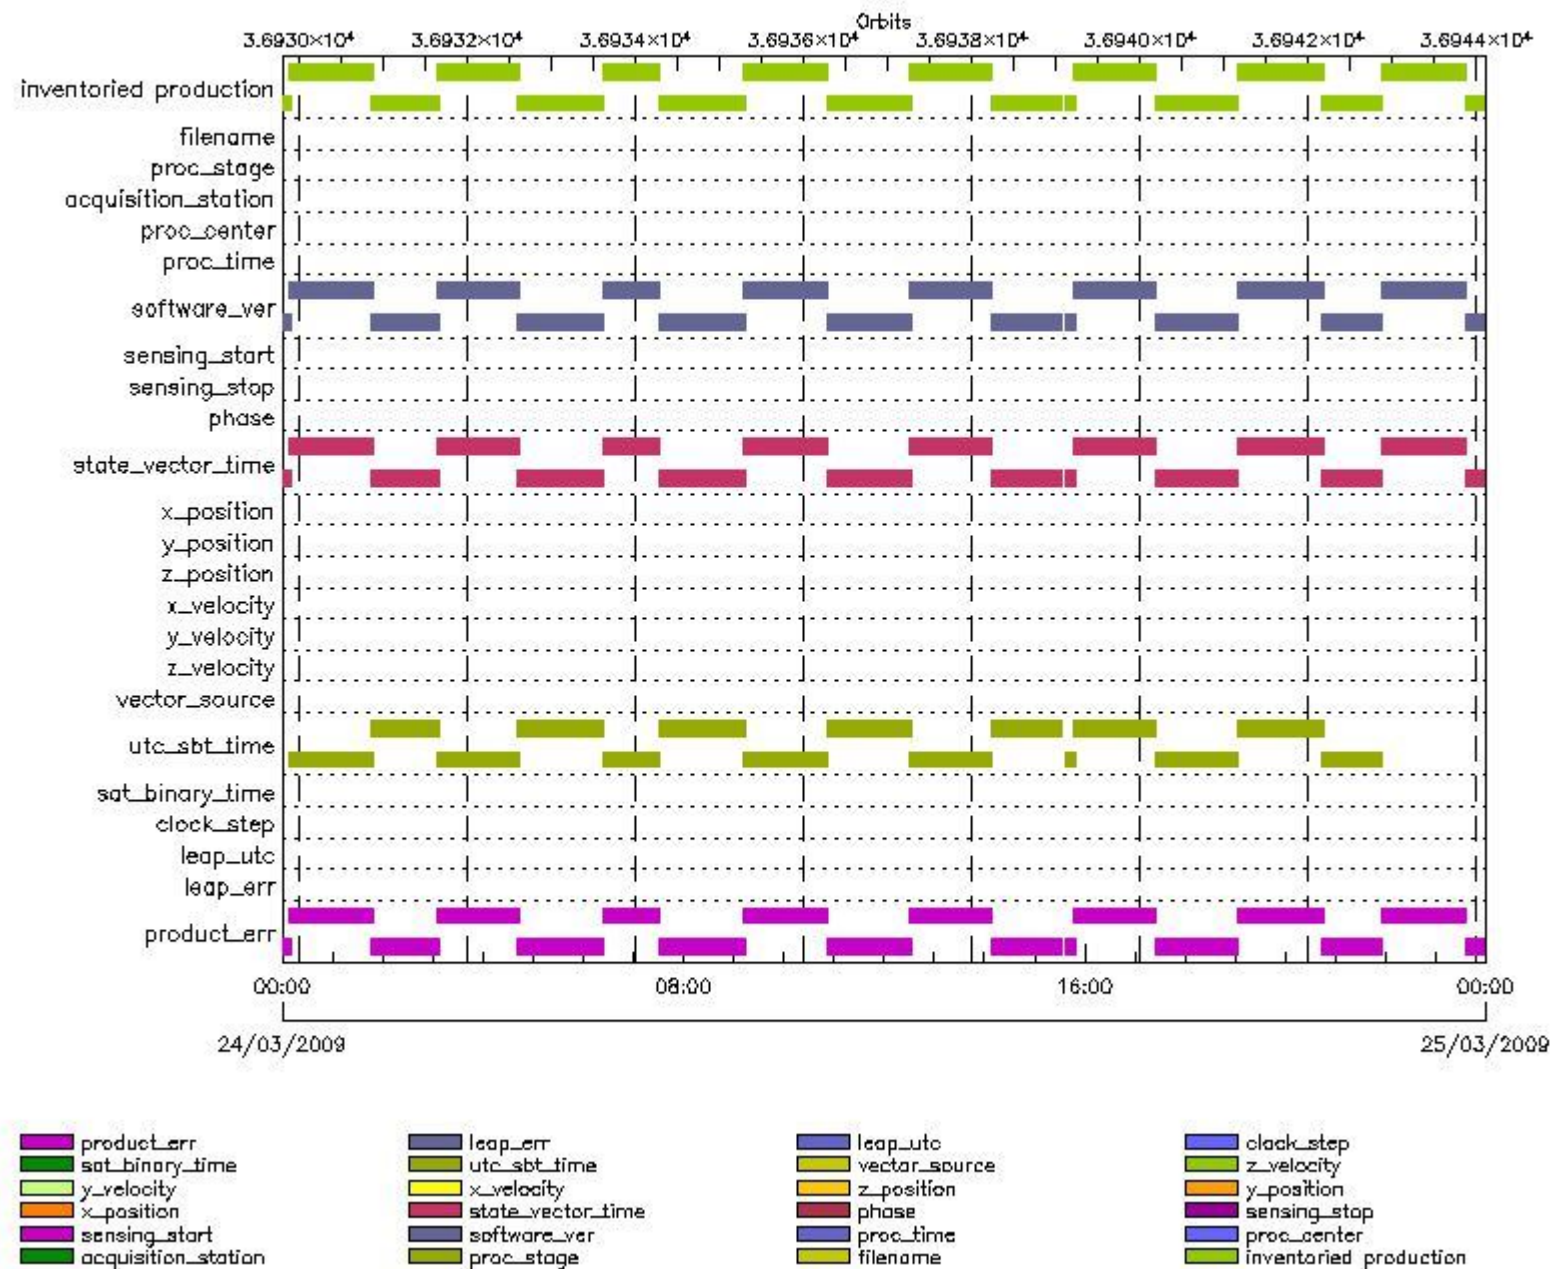 Orbits
3.6930×10⁴ 3.6932×10⁴ 3.6934×10⁴ 3.6936×10⁴ 3.6938×10⁴ 3.6940×10⁴ 3.6942×10⁴ 3.6944×10⁴
inventoried production
filename
proc_stage
acquisition_station
proc_center
proc_time
software_ver
sensing_start
sensing_stop
phase
state_vector_time
x_position
y_position
z_position
x_velocity
y_velocity
z_velocity
vector_source
utc_sbt_time
sat_binary_time
clock_step
leap_utc
leap_err
product_err
00:00 08:00 16:00 00:00
24/03/2009 25/03/2009
product_err leap_err leap_utc clock_step
sat_binary_time utc_sbt_time vector_source z_velocity
y_velocity x_velocity z_position y_position
x_position state_vector_time phase sensing_stop
sensing_start software_ver proc_time proc_center
acquisition_station proc_stage filename inventoried production